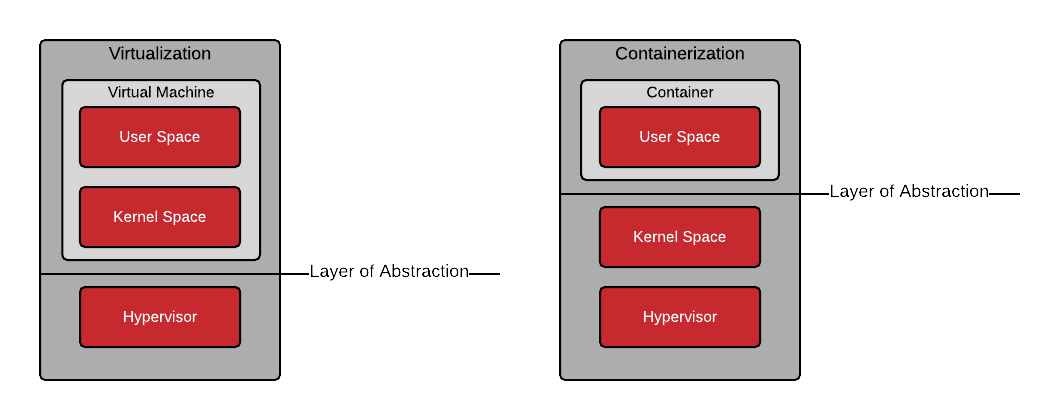 Virtualization
Virtual Machine
User Space
Kernel Space
Layer of Abstraction
Hypervisor
Containerization
Container
User Space
Layer of Abstraction
Kernel Space
Hypervisor